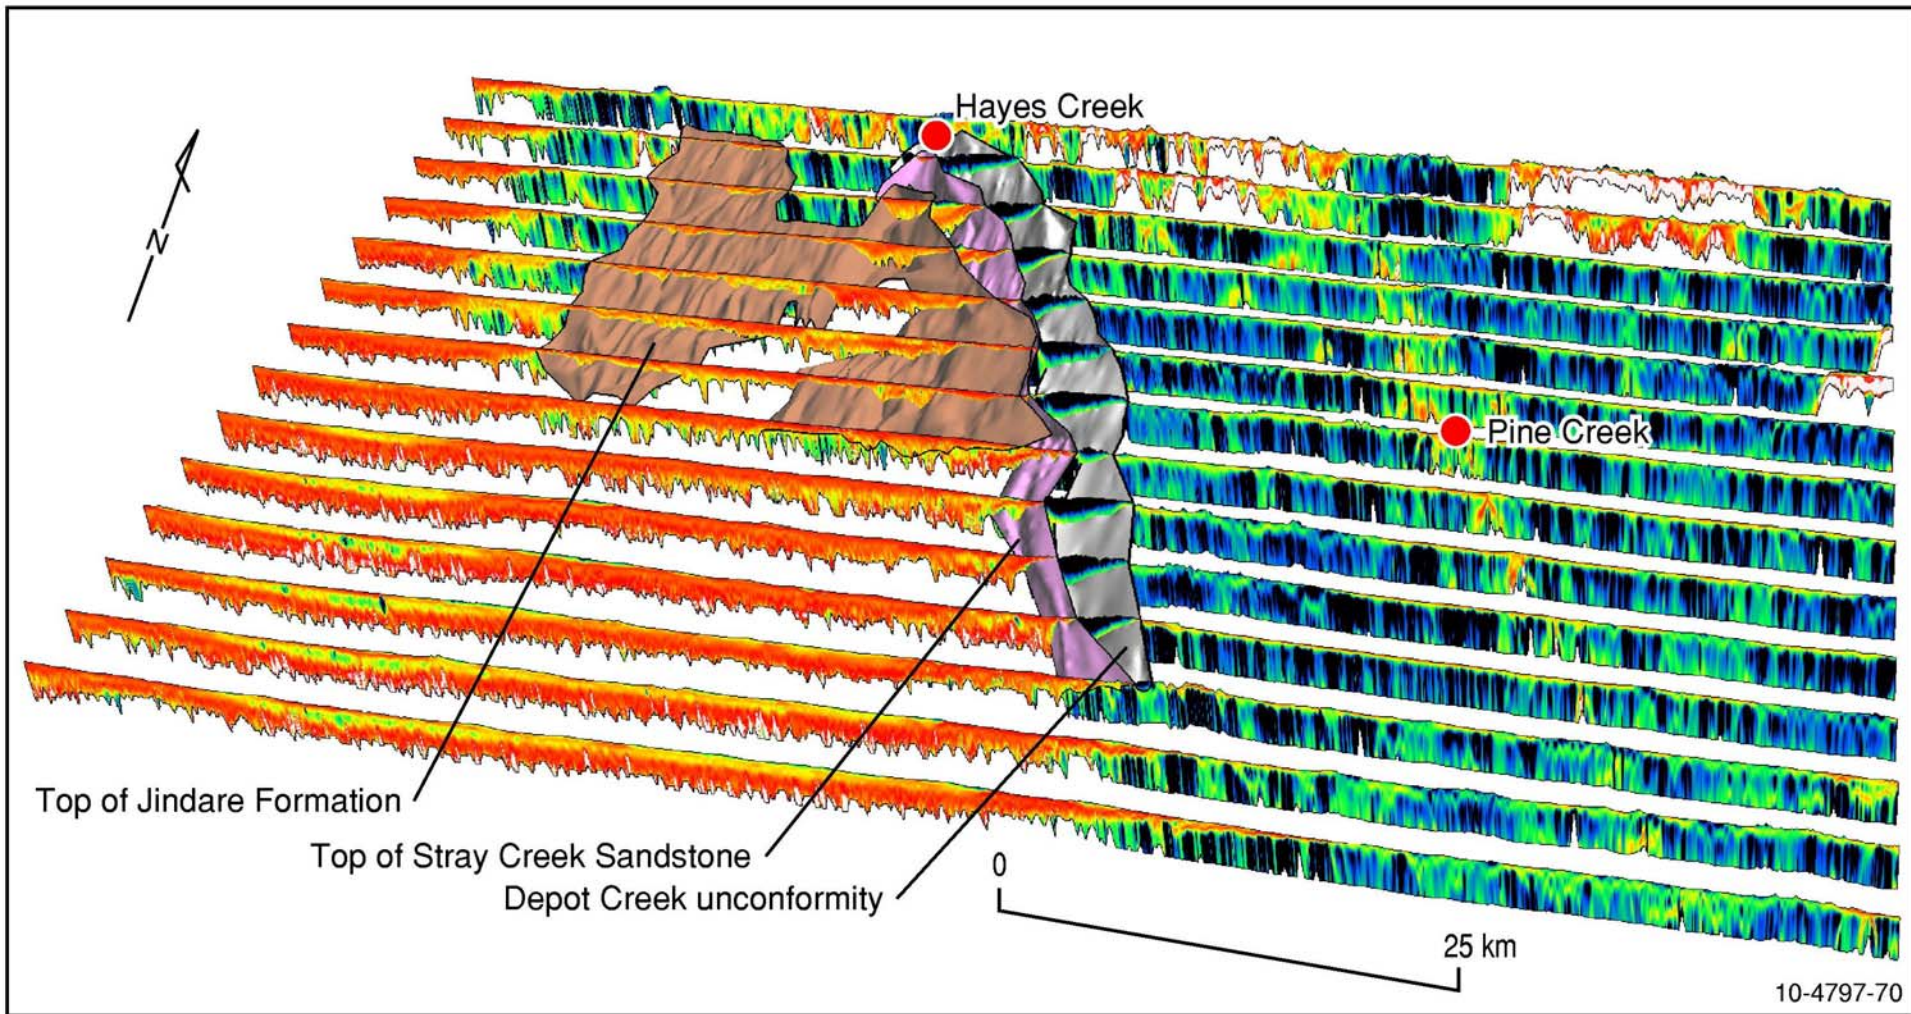 Hayes Creek
N
Pine Creek
Top of Jindare Formation
Top of Stray Creek Sandstone
Depot Creek unconformity
0
25 km
10-4797-70